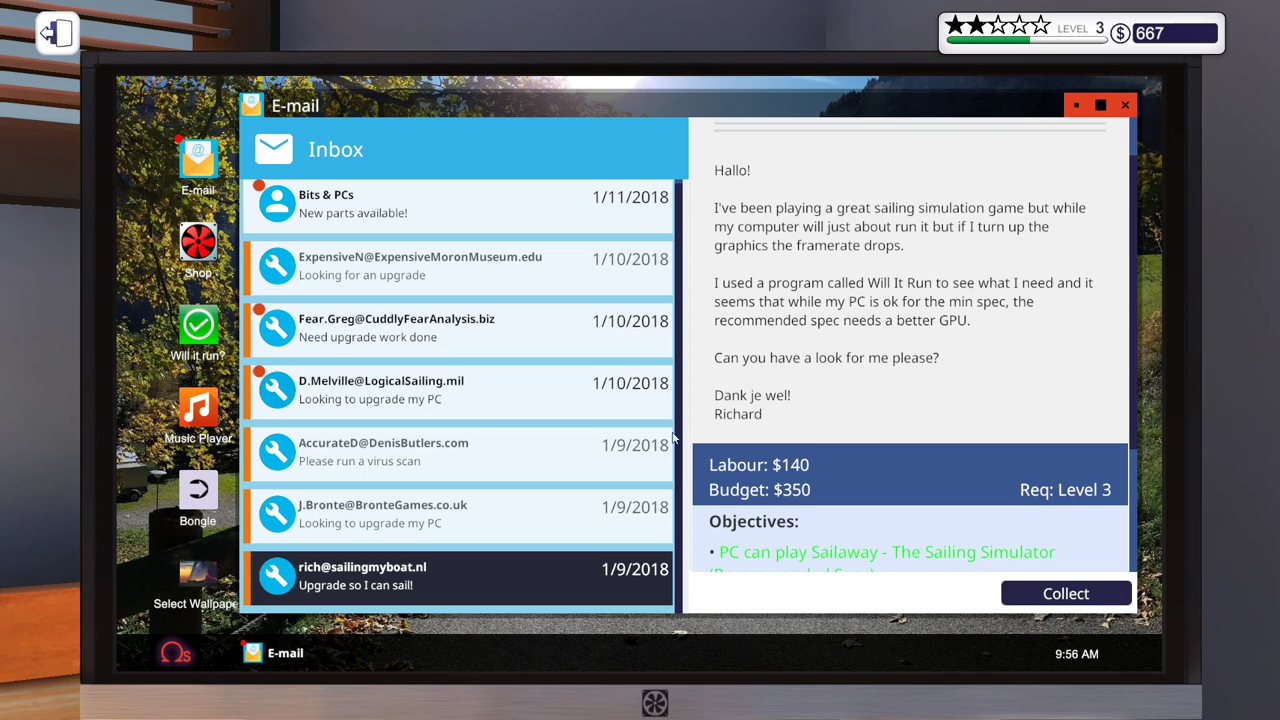 LEVEL 3
$ 667
E-mail
Inbox
Bits & PCs
1/11/2018
New parts available!
ExpensiveN@ExpensiveMoronMuseum.edu
1/10/2018
Looking for an upgrade
Fear.Greg@CuddlyFearAnalysis.biz
1/10/2018
Need upgrade work done
D.Melville@LogicalSailing.mil
1/10/2018
Looking to upgrade my PC
AccurateD@DenisButlers.com
1/9/2018
Please run a virus scan
J.Bronte@BronteGames.co.uk
1/9/2018
Looking to upgrade my PC
rich@sailingmyboat.nl
1/9/2018
Upgrade so I can sail!
Hallo!
I've been playing a great sailing simulation game but while
my computer will just about run it but if I turn up the
graphics the framerate drops.
I used a program called Will It Run to see what I need and it
seems that while my PC is ok for the min spec, the
recommended spec needs a better GPU.
Can you have a look for me please?
Dank je wel!
Richard
Labour: $140
Budget: $350
Req: Level 3
Objectives:
• PC can play Sailaway - The Sailing Simulator
Collect
E-mail
Shop
Will it run?
Music Player
Bongle
Select Wallpape
Ωs
E-mail
9:56 AM